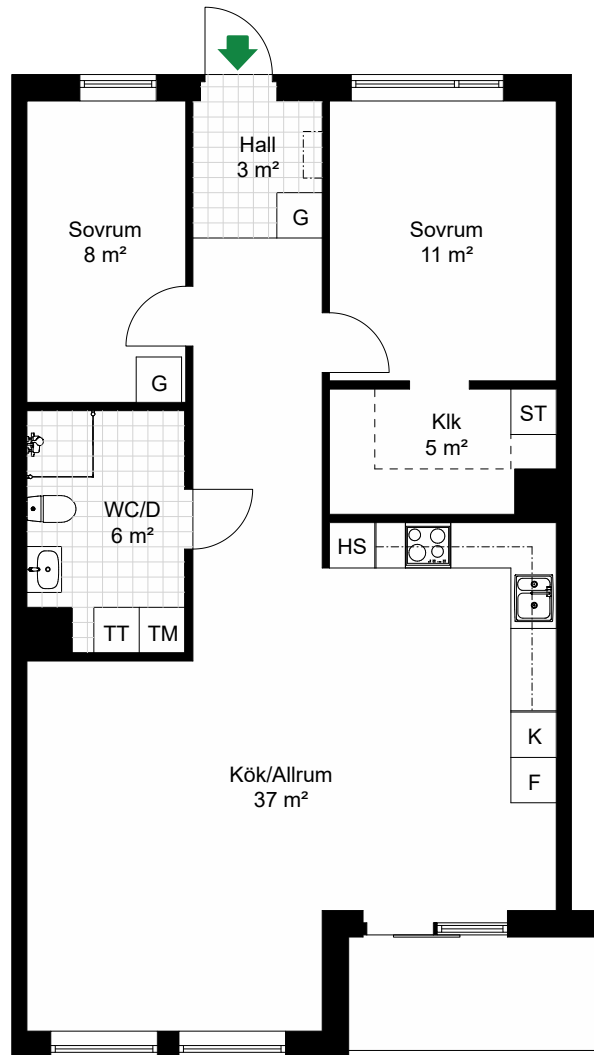 Hall
3 m²
G
Sovrum
8 m²
Sovrum
11 m²
G
Klk
5 m²
ST
WC/D
6 m²
HS
TT
TM
K
F
Kök/Allrum
37 m²